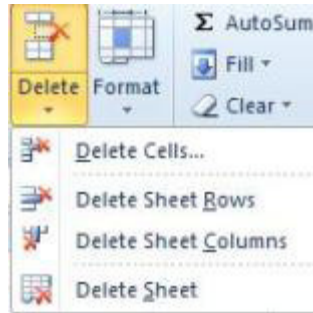 Σ AutoSum
Fill
Delete Format
Clear
Delete Cells...
Delete Sheet Rows
Delete Sheet Columns
Delete Sheet